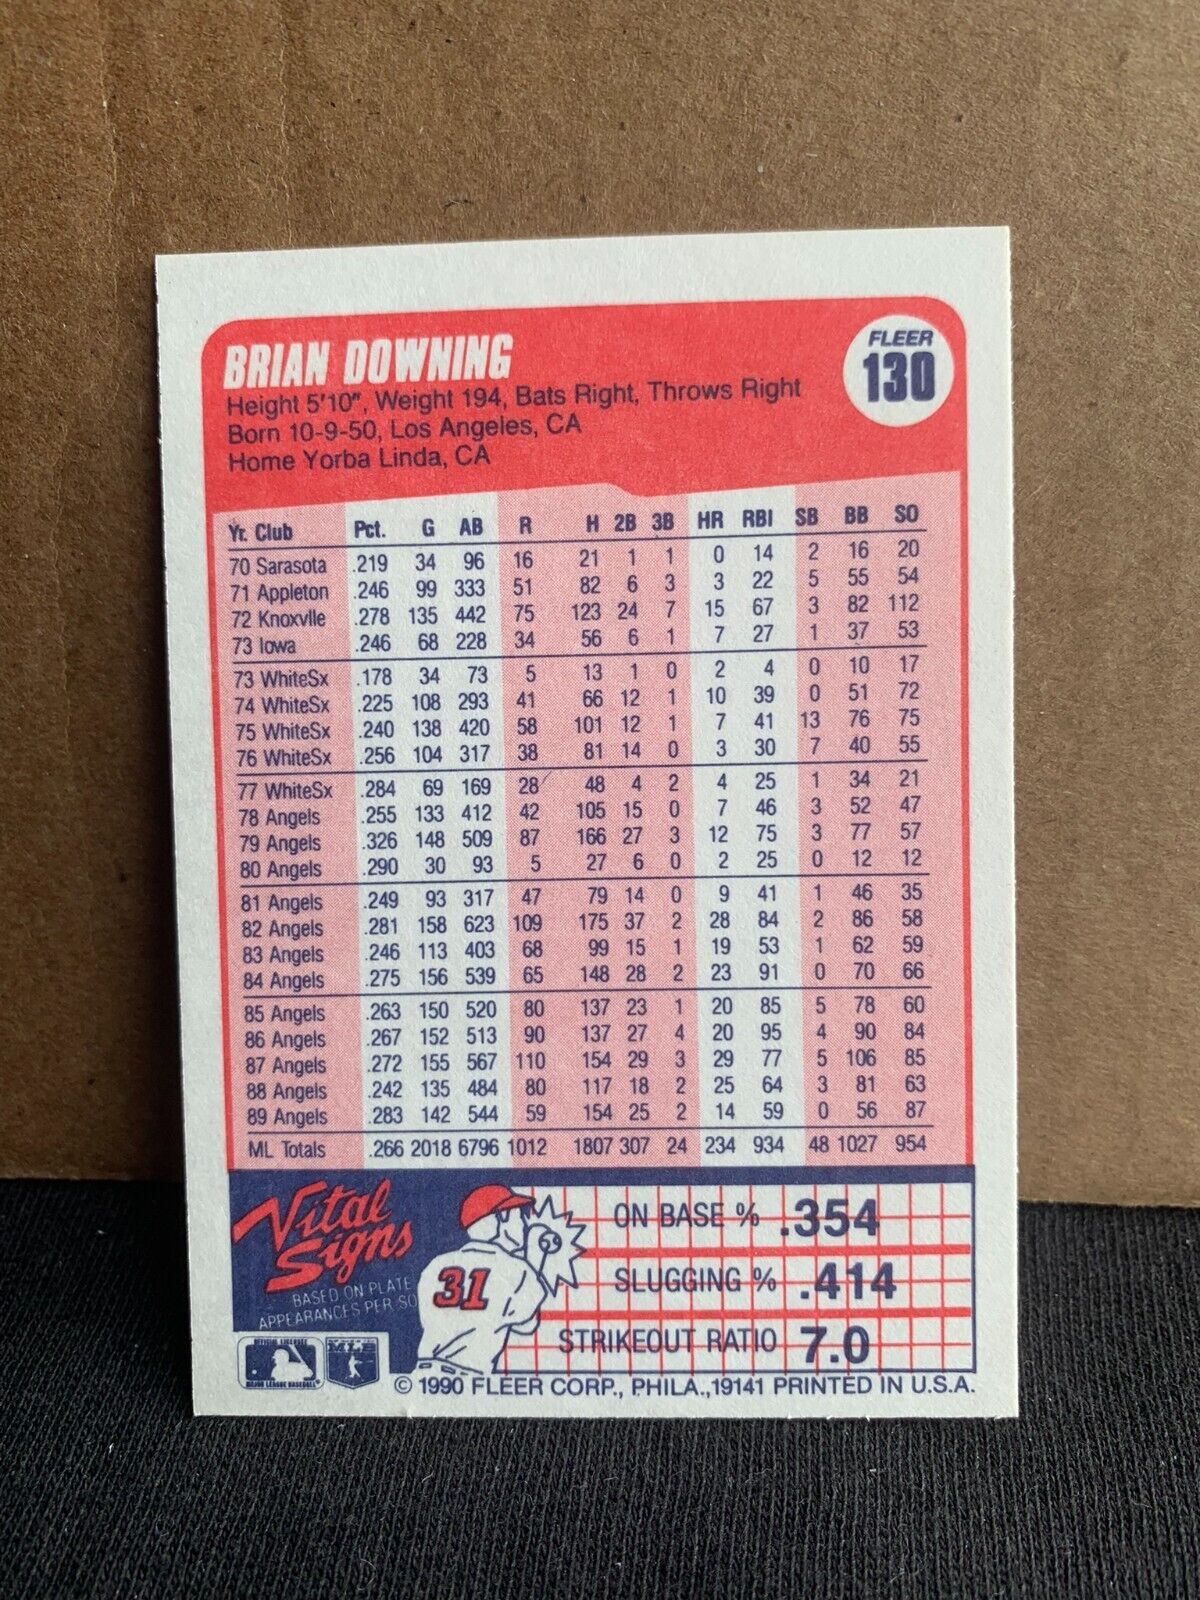 BRIAN DOWNING
FLEER
130
Height 5'10", Weight 194, Bats Right, Throws Right
Born 10-9-50, Los Angeles, CA
Home Yorba Linda, CA
Yr. Club Pct. G AB R H 2B 3B HR RBI SB BB SO
70 Sarasota .219 34 96 16 21 1 1 0 14 2 16 20
71 Appleton .246 99 333 51 82 6 3 3 22 5 55 54
72 Knoxvlle .278 135 442 75 123 24 7 15 67 3 82 112
73 Iowa .246 68 228 34 56 6 1 7 27 1 37 53
73 WhiteSx .178 34 73 5 13 1 0 2 4 0 10 17
74 WhiteSx .225 108 293 41 66 12 1 10 39 0 51 72
75 WhiteSx .240 138 420 58 101 12 1 7 41 13 76 75
76 WhiteSx .256 104 317 38 81 14 0 3 30 7 40 55
77 WhiteSx .284 69 169 28 48 4 2 4 25 1 34 21
78 Angels .255 133 412 42 105 15 0 7 46 3 52 47
79 Angels .326 148 509 87 166 27 3 12 75 3 77 57
80 Angels .290 30 93 5 27 6 0 2 25 0 12 12
81 Angels .249 93 317 47 79 14 0 9 41 1 46 35
82 Angels .281 158 623 109 175 37 2 28 84 2 86 58
83 Angels .246 113 403 68 99 15 1 19 53 1 62 59
84 Angels .275 156 539 65 148 28 2 23 91 0 70 66
85 Angels .263 150 520 80 137 23 1 20 85 5 78 60
86 Angels .267 152 513 90 137 27 4 20 95 4 90 84
87 Angels .272 155 567 110 154 29 3 29 77 5 106 85
88 Angels .242 135 484 80 117 18 2 25 64 3 81 63
89 Angels .283 142 544 59 154 25 2 14 59 0 56 87
ML Totals .266 2018 6796 1012 1807 307 24 234 934 48 1027 954
Vital
Signs
BASED ON PLATE
APPEARANCES PER SO
31
ON BASE % .354
SLUGGING % .414
STRIKEOUT RATIO 7.0
OFFICIAL LICENSEE
MAJOR LEAGUE BASEBALL
© 1990 FLEER CORP., PHILA., 19141 PRINTED IN U.S.A.